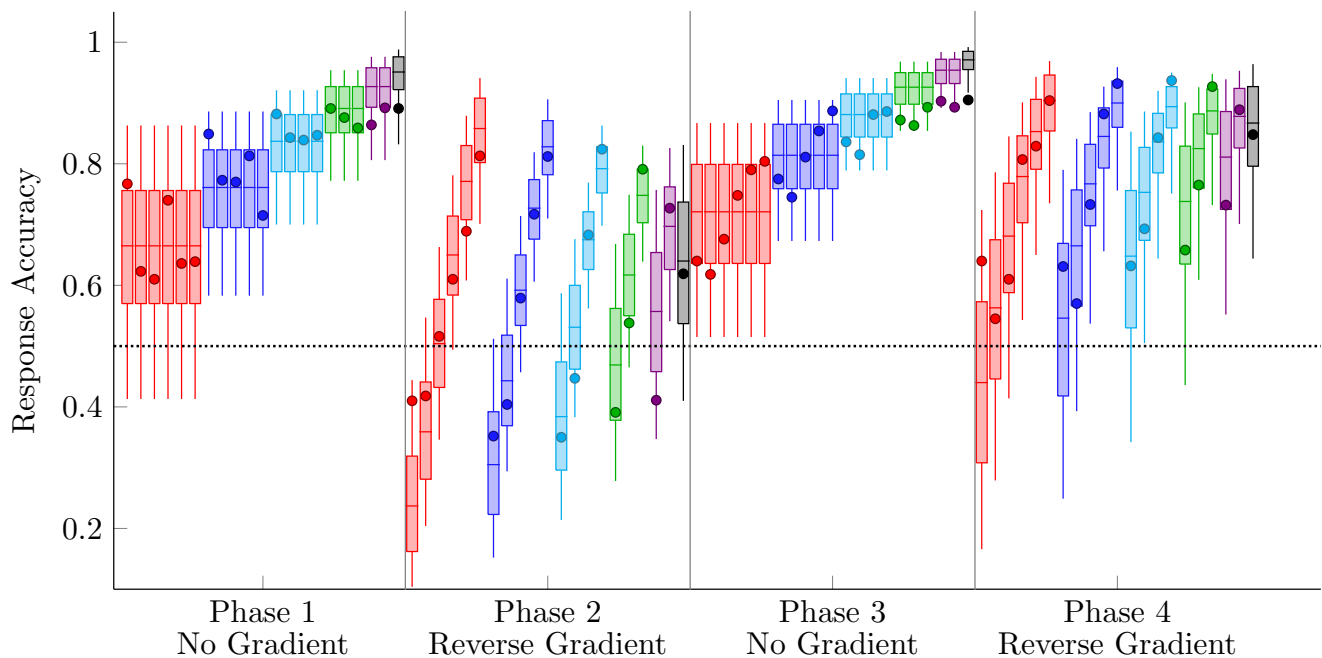 Response Accuracy
1
0.8
0.6
0.4
0.2
Phase 1
No Gradient
Phase 2
Reverse Gradient
Phase 3
No Gradient
Phase 4
Reverse Gradient